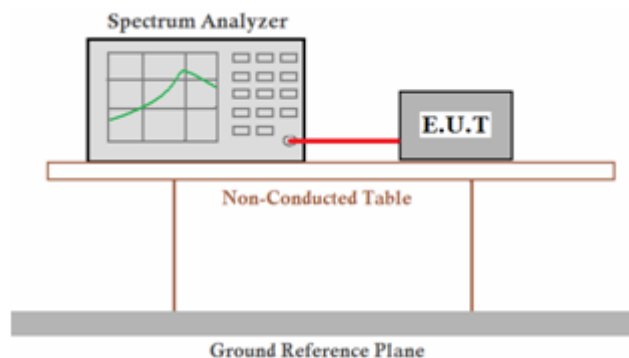 Spectrum Analyzer
E.U.T
Non-Conducted Table
Ground Reference Plane